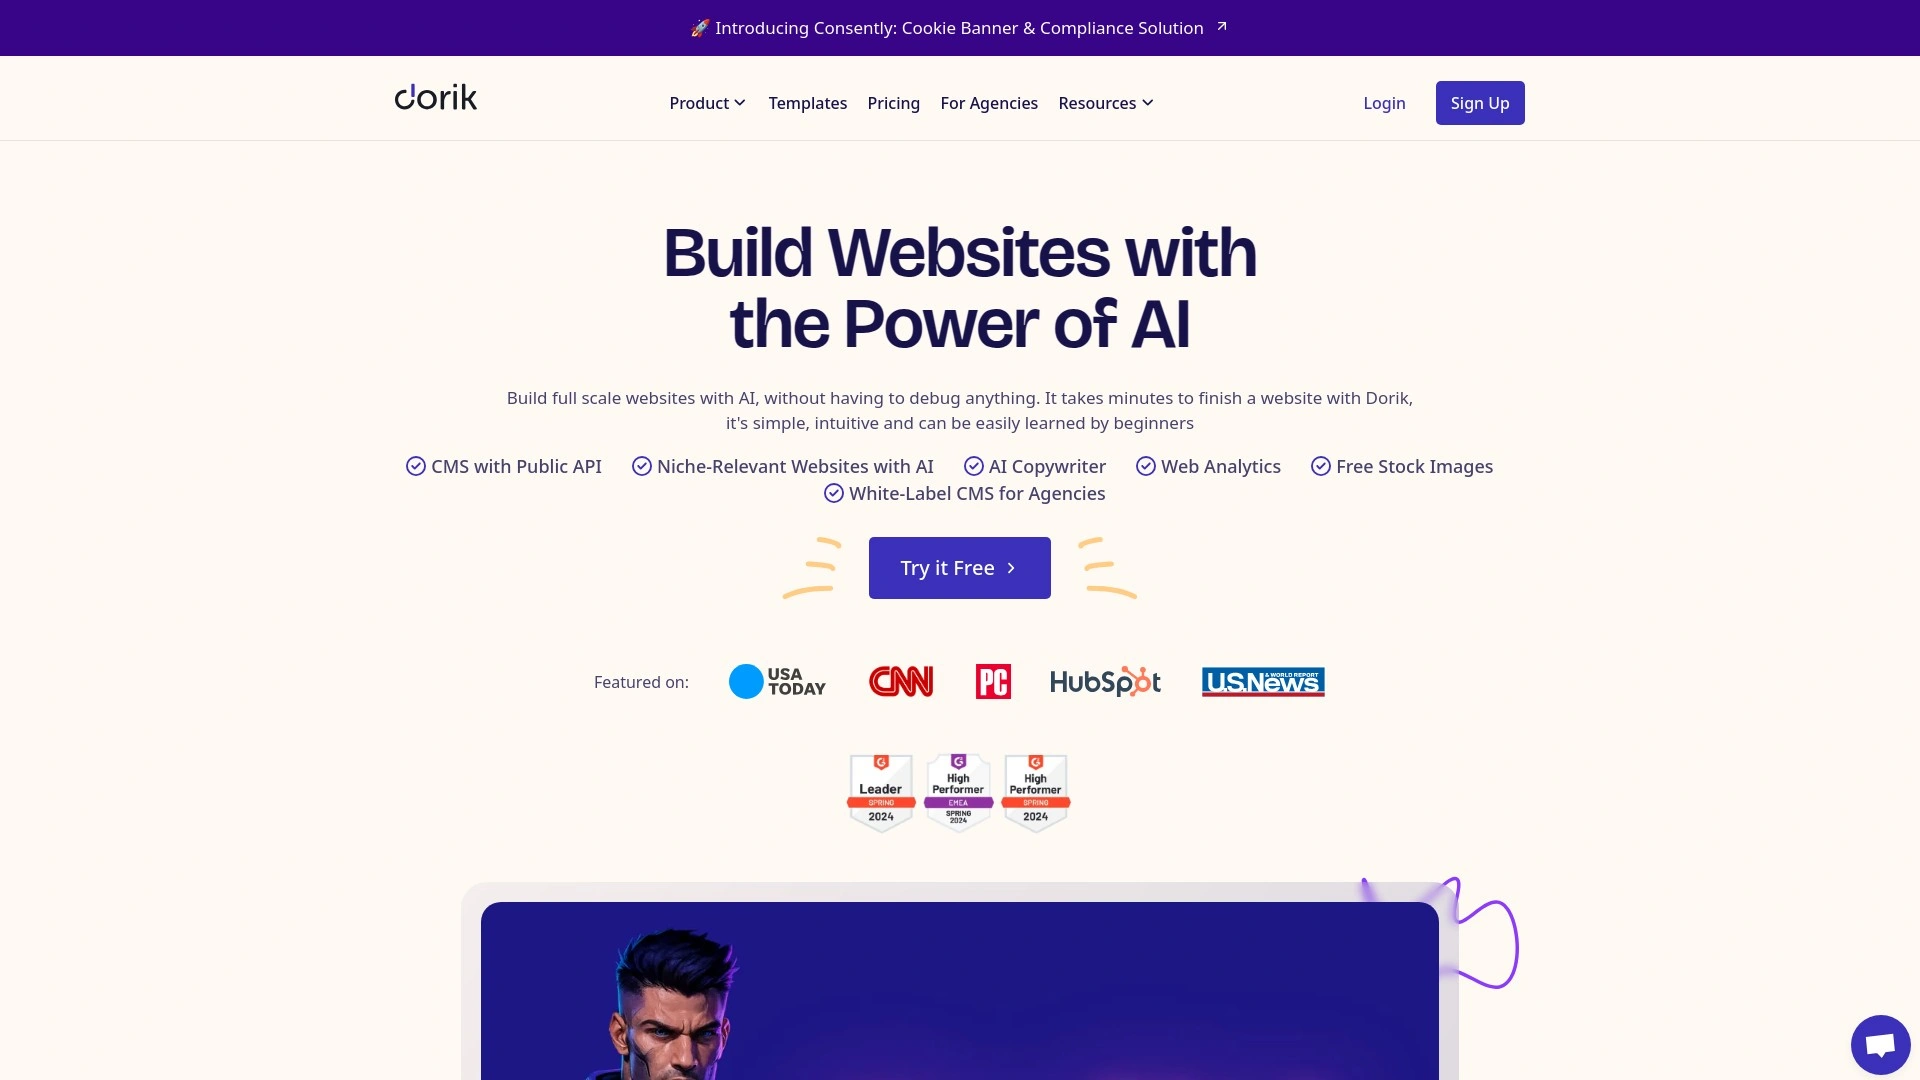 🚀 Introducing Consently: Cookie Banner & Compliance Solution
dorik
Product
Templates
Pricing
For Agencies
Resources
Login
Sign Up
Build Websites with
the Power of AI
Build full scale websites with AI, without having to debug anything. It takes minutes to finish a website with Dorik,
it's simple, intuitive and can be easily learned by beginners
CMS with Public API
Niche-Relevant Websites with AI
AI Copywriter
Web Analytics
Free Stock Images
White-Label CMS for Agencies
Try it Free
Featured on:
USA
TODAY
CNN
PC
HubSpot
U.S.News
& WORLD REPORT
Leader
SPRING
2024
High
Performer
EMEA
SPRING
2024
High
Performer
SPRING
2024